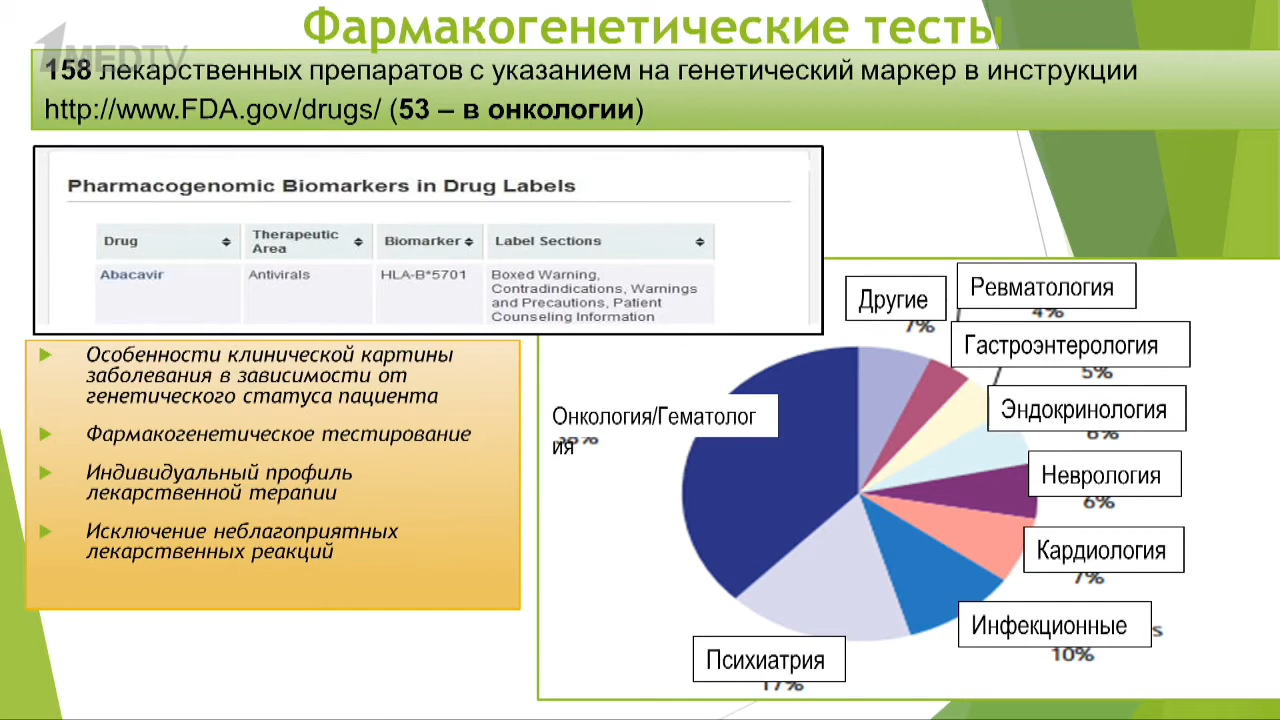 Фармакогенетические тесты
1MEDTV
158 лекарственных препаратов с указанием на генетический маркер в инструкции
http://www.FDA.gov/drugs/ (53 – в онкологии)
Pharmacogenomic Biomarkers in Drug Labels
Drug
Therapeutic
Area
Biomarker
Label Sections
Abacavir
Antivirals
HLA-B*5701
Boxed Warning,
Contraindications, Warnings
and Precautions, Patient
Counseling Information
Особенности клинической картины
заболевания в зависимости от
генетического статуса пациента
Фармакогенетическое тестирование
Индивидуальный профиль
лекарственной терапии
Исключение неблагоприятных
лекарственных реакций
Другие
7%
Ревматология
4%
Гастроэнтерология
5%
Эндокринология
6%
Неврология
6%
Кардиология
7%
Инфекционные
s
10%
Психиатрия
17%
Онкология/Гематолог
ия